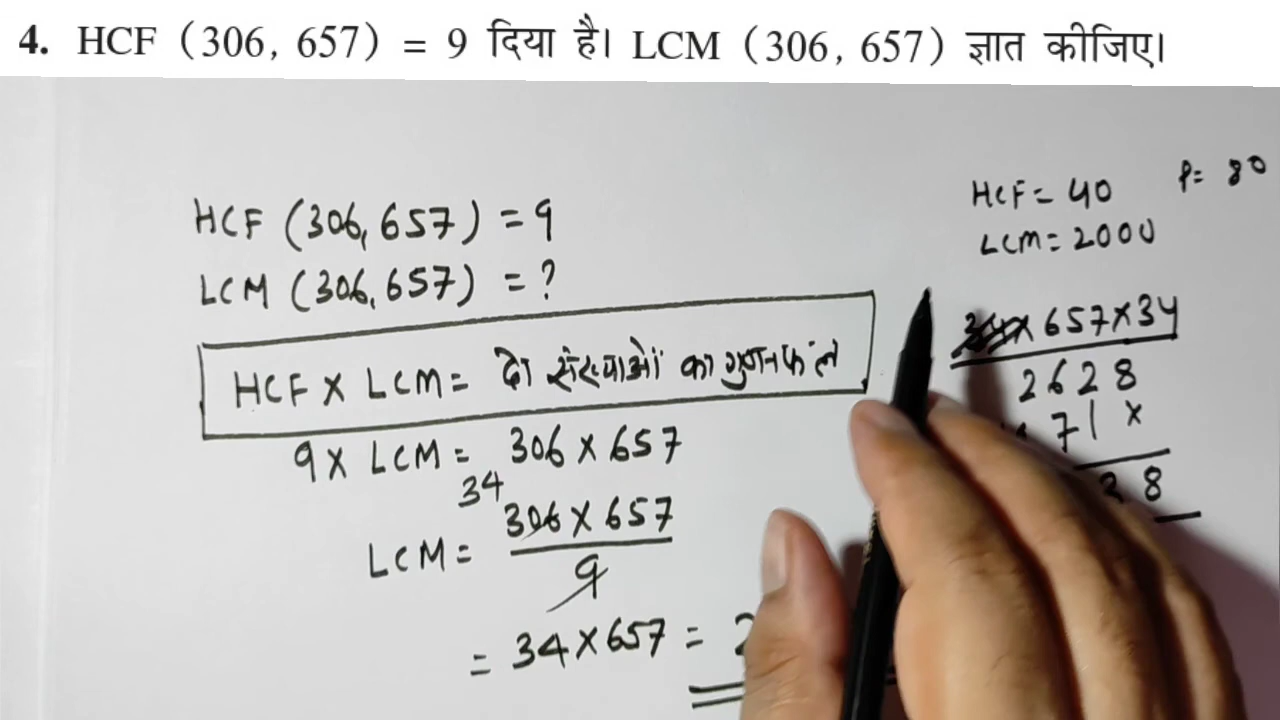 4. HCF (306, 657) = 9 दिया है। LCM (306, 657) ज्ञात कीजिए।
HCF (306, 657) = 9
LCM (306, 657) = ?
HCF X LCM = दो संख्याओं का गुणनफल
9 X LCM = 306 X 657
34
LCM = 306 X 657
9
= 34 X 657 = 2
HCF = 40
P = 80
LCM = 2000
657 X 34
2628
71 X
28